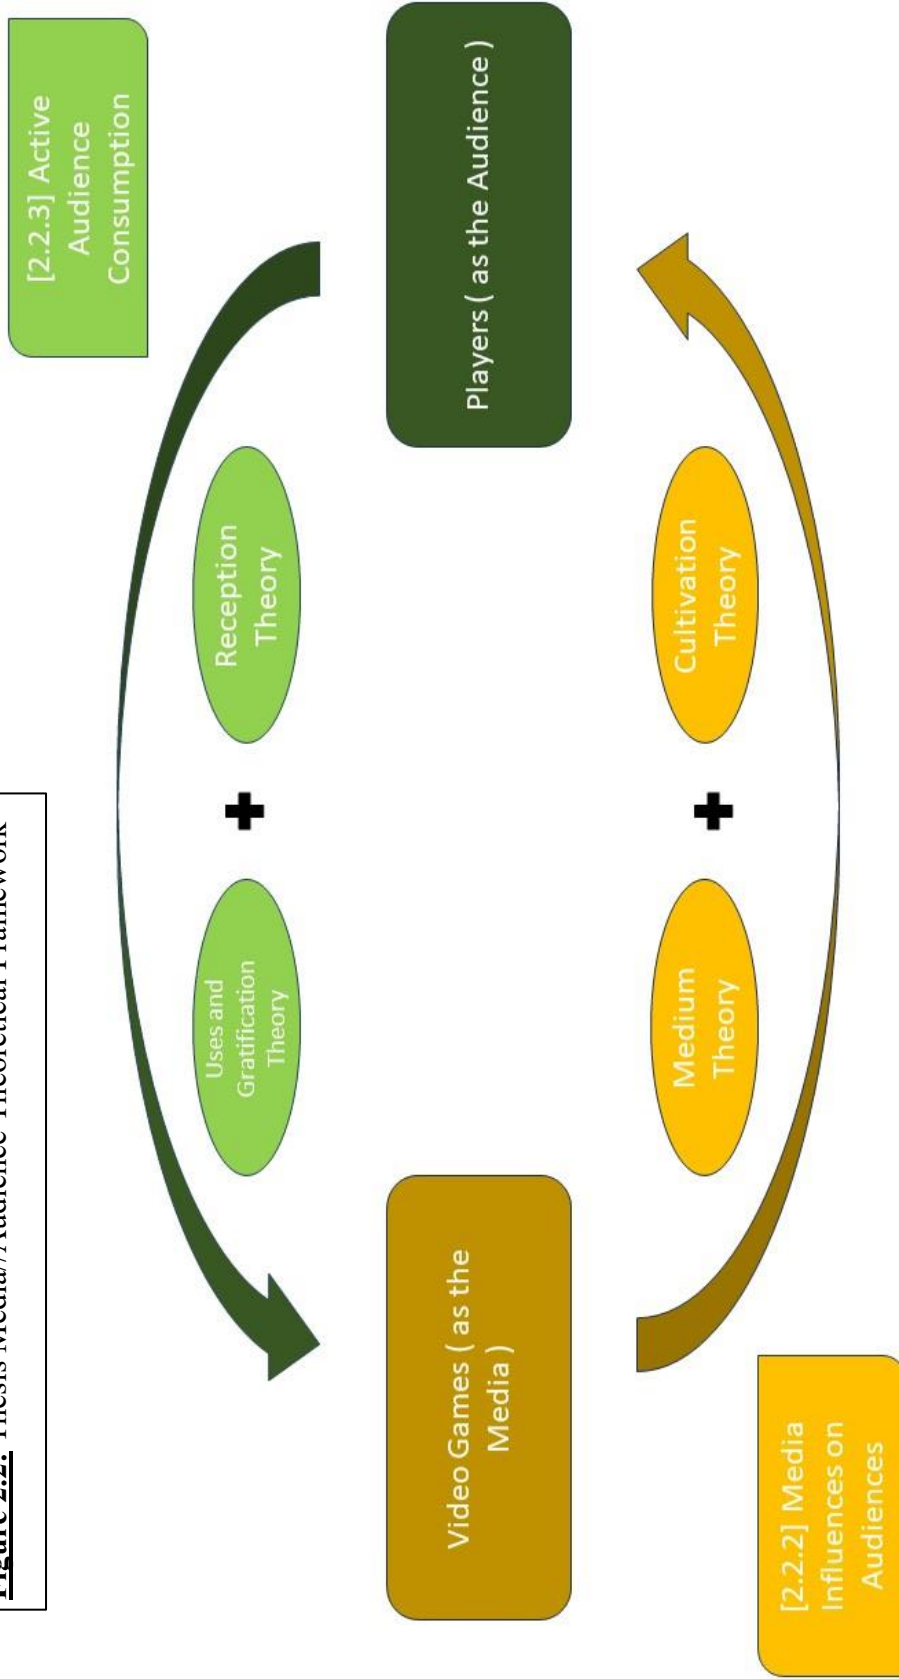 Figure 2.2: Thesis Media//Audience Theoretical Framework
[2.2.3] Active
Audience
Consumption
Uses and
Gratification
Theory
+
Reception
Theory
Video Games ( as the
Media )
Players ( as the Audience )
Medium
Theory
+
Cultivation
Theory
[2.2.2] Media
Influences on
Audiences